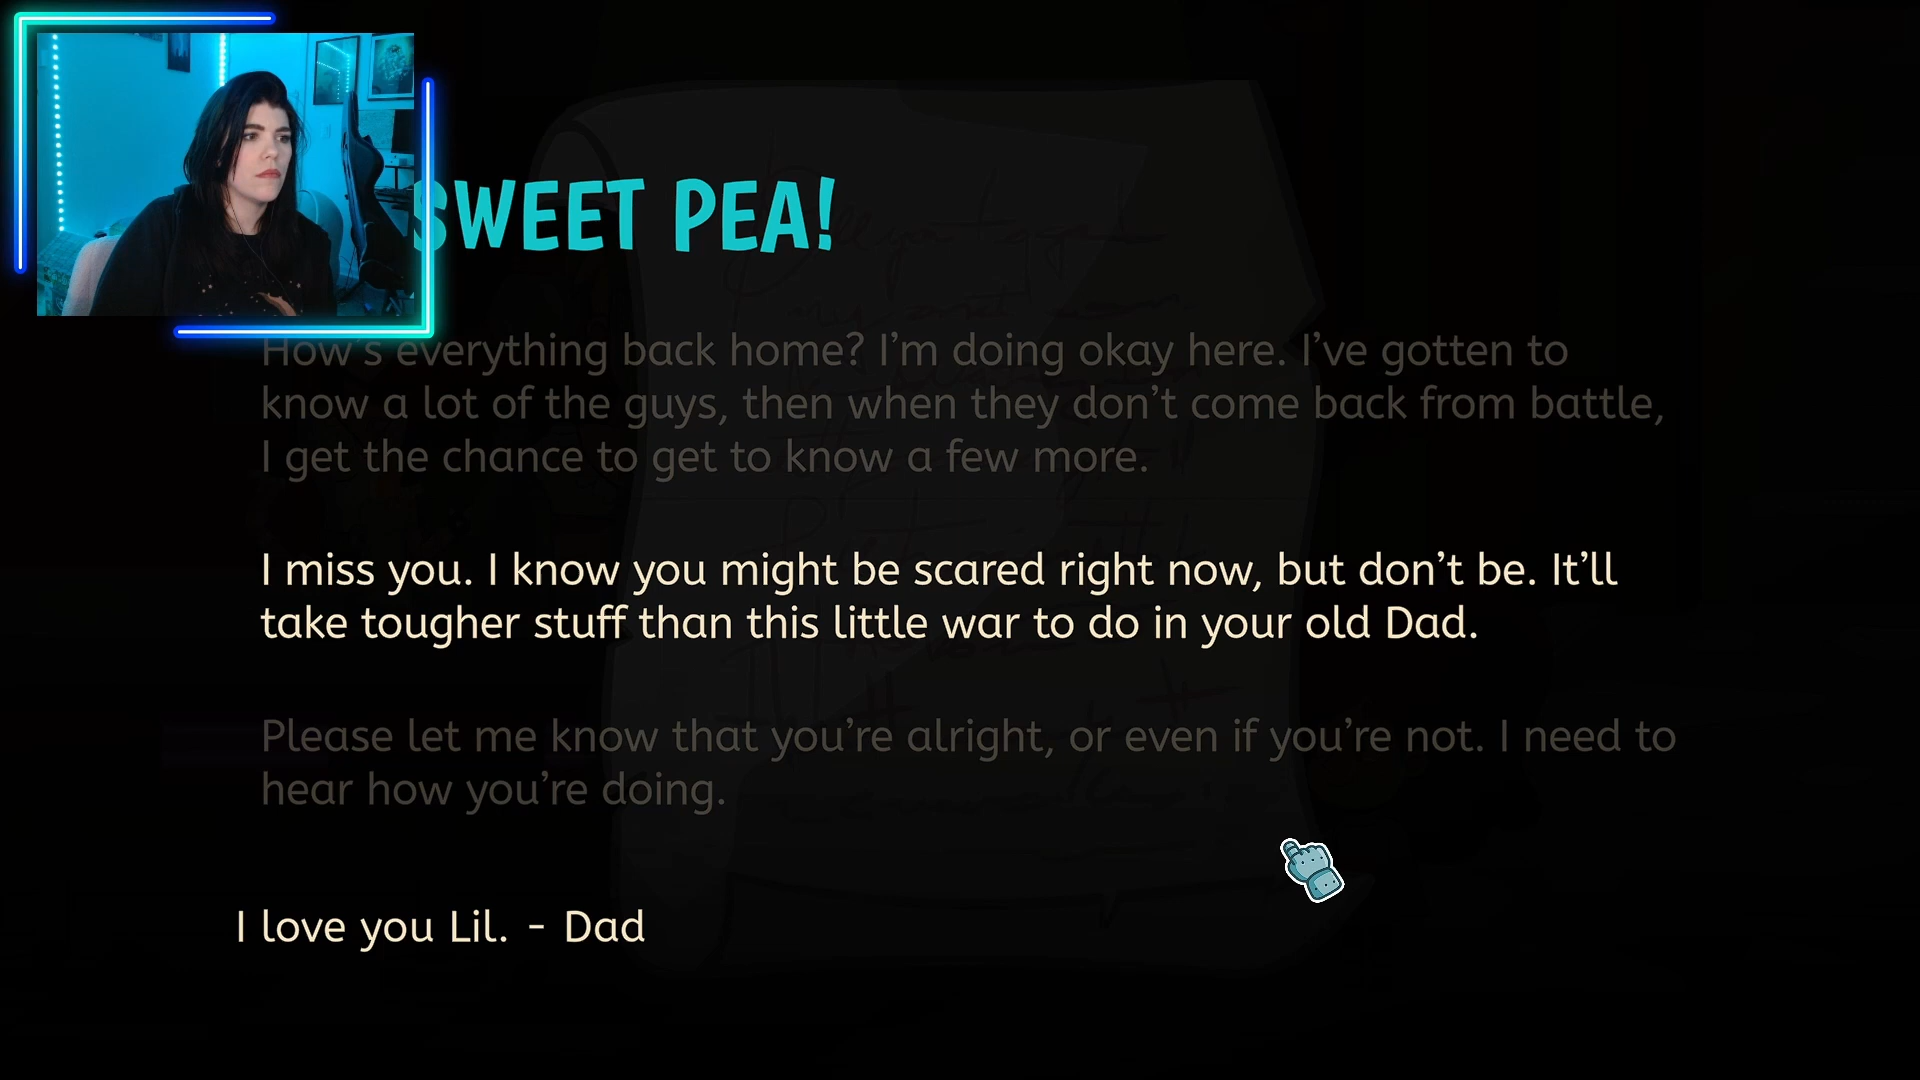 SWEET PEA!
How's everything back home? I'm doing okay here. I've gotten to
know a lot of the guys, then when they don't come back from battle,
I get the chance to get to know a few more.
I miss you. I know you might be scared right now, but don't be. It'll
take tougher stuff than this little war to do in your old Dad.
Please let me know that you're alright, or even if you're not. I need to
hear how you're doing.
I love you Lil. - Dad